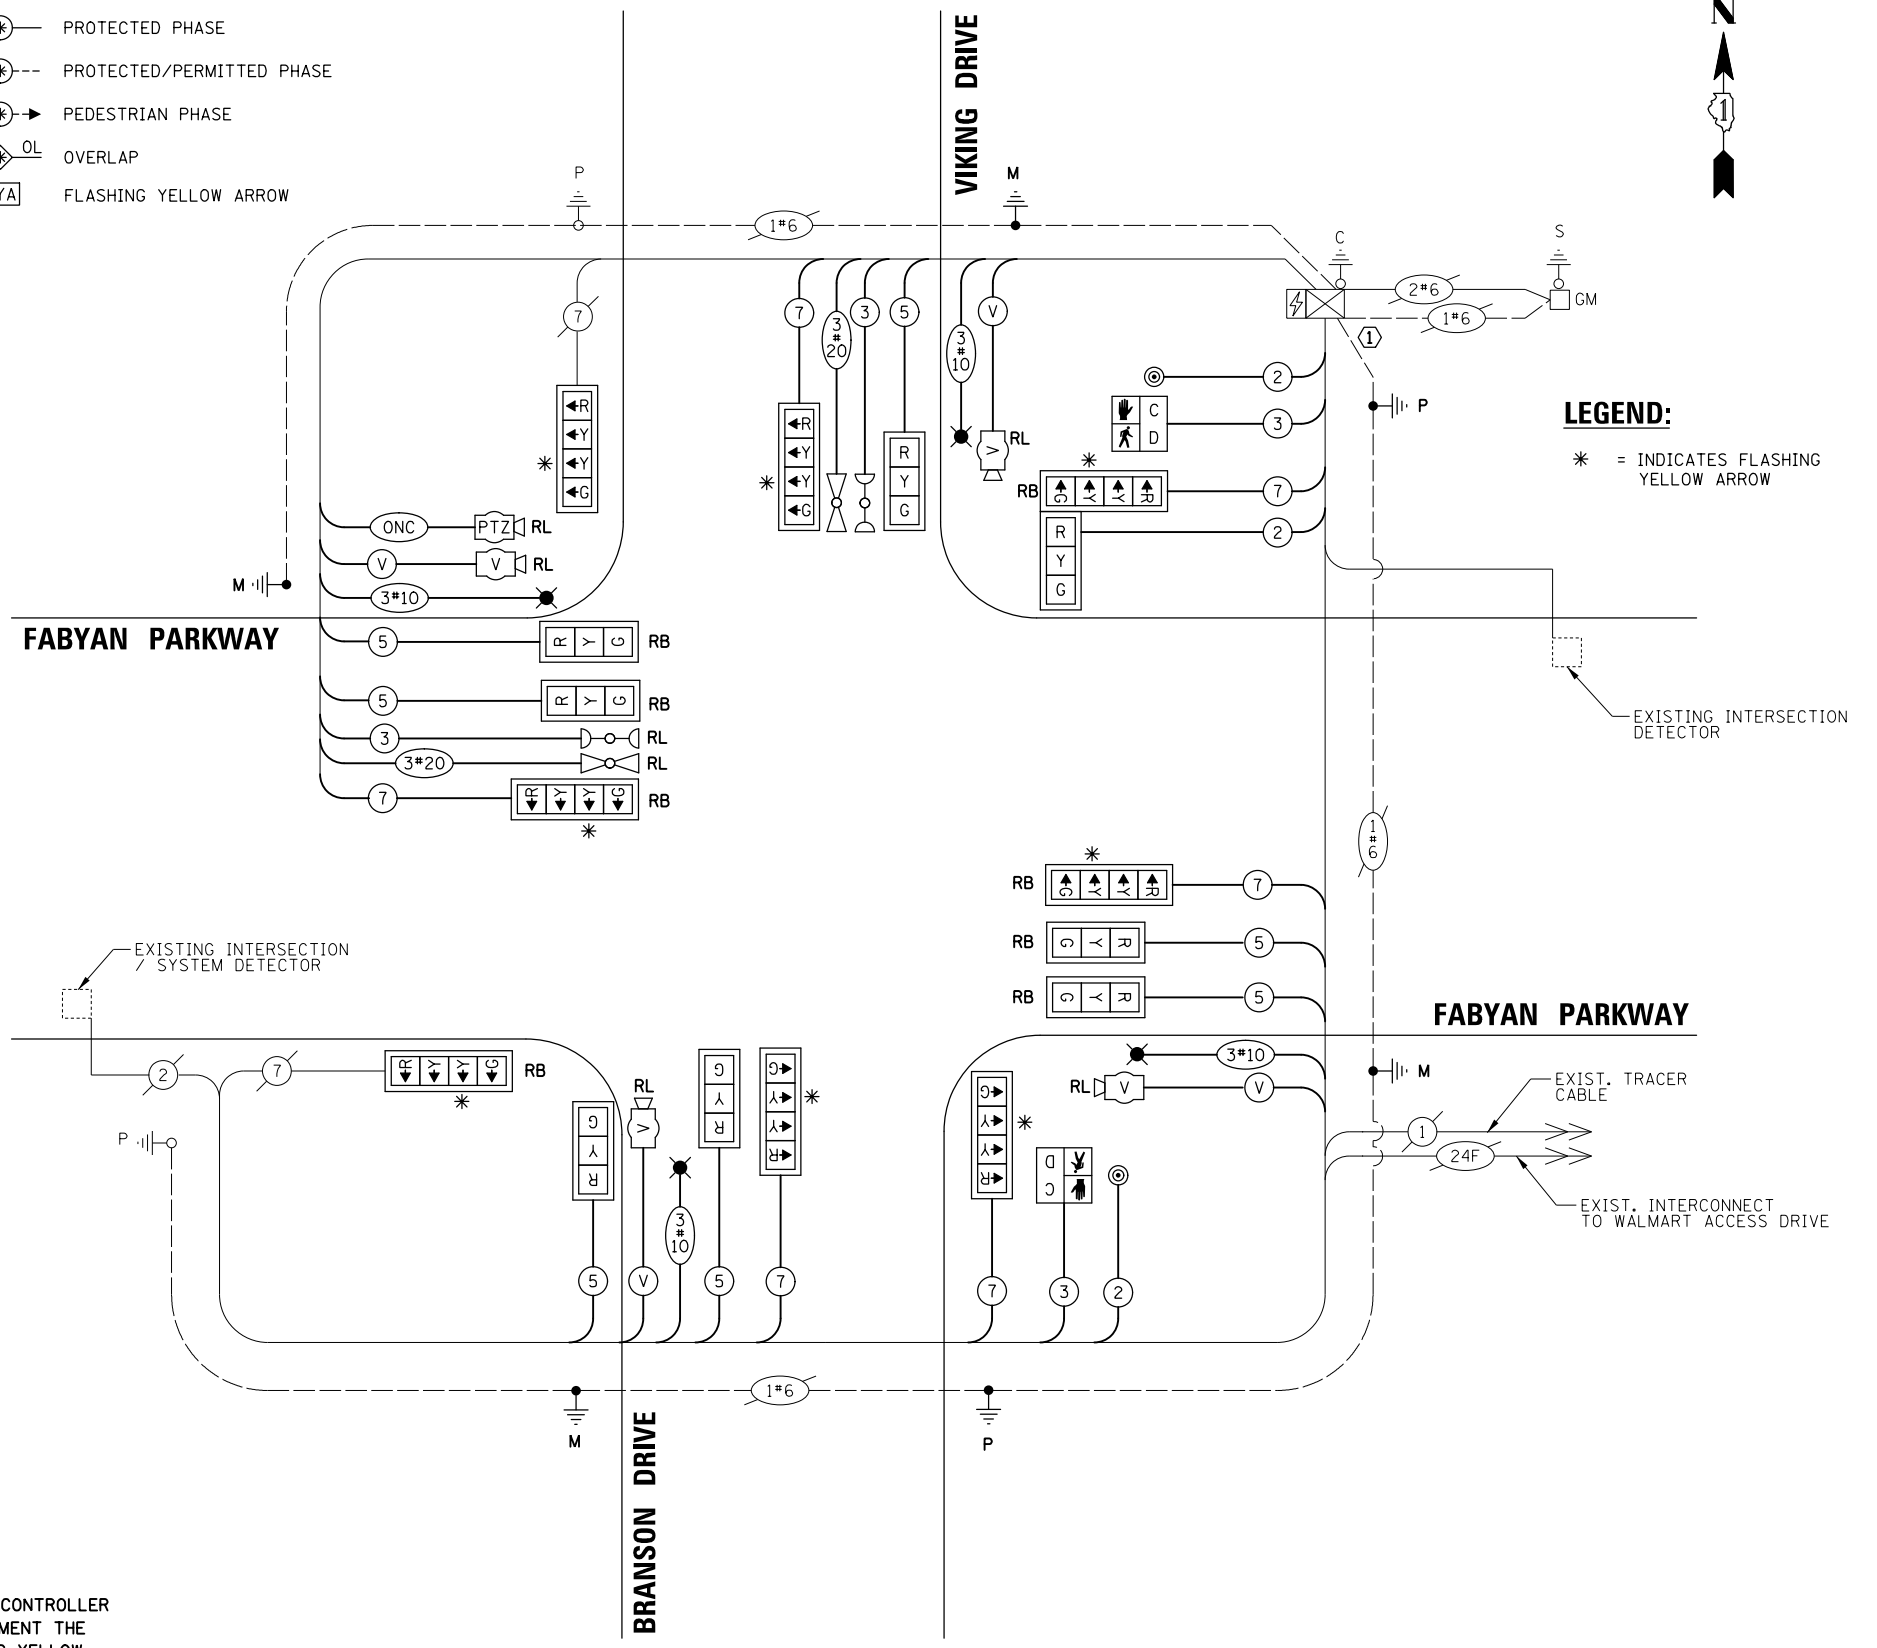 PROTECTED PHASE
PROTECTED/PERMITTED PHASE
PEDESTRIAN PHASE
OL
OVERLAP
YA
FLASHING YELLOW ARROW
VIKING DRIVE
N
1
P
M
1#6
C
S
2#6
GM
1#6
1
P
7
7
3#20
3
5
3#10
V
2
C
D
3
RL
V
RB
G Y Y R
7
R
Y
G
2
R
Y
Y
G
R
Y
Y
G
R
Y
G
LEGEND:
= INDICATES FLASHING
YELLOW ARROW
ONC
PTZ
RL
V
V
RL
M
3#10
FABYAN PARKWAY
5
R Y G
RB
5
R Y G
RB
3
RL
3#20
RL
7
R Y Y G
RB
EXISTING INTERSECTION
DETECTOR
1#6
RB
G Y Y R
7
RB
G Y R
5
RB
G Y R
5
EXISTING INTERSECTION
/ SYSTEM DETECTOR
FABYAN PARKWAY
2
7
R Y Y G
RB
P
3#10
RL
V
V
M
EXIST. TRACER
CABLE
1
24F
EXIST. INTERCONNECT
TO WALMART ACCESS DRIVE
G
Y
R
RL
V
G
Y
R
G
Y
Y
R
G
Y
Y
R
D
C
3#10
5
V
5
7
7
3
2
1#6
M
P
BRANSON DRIVE
CONTROLLER
MENT THE
YELLOW